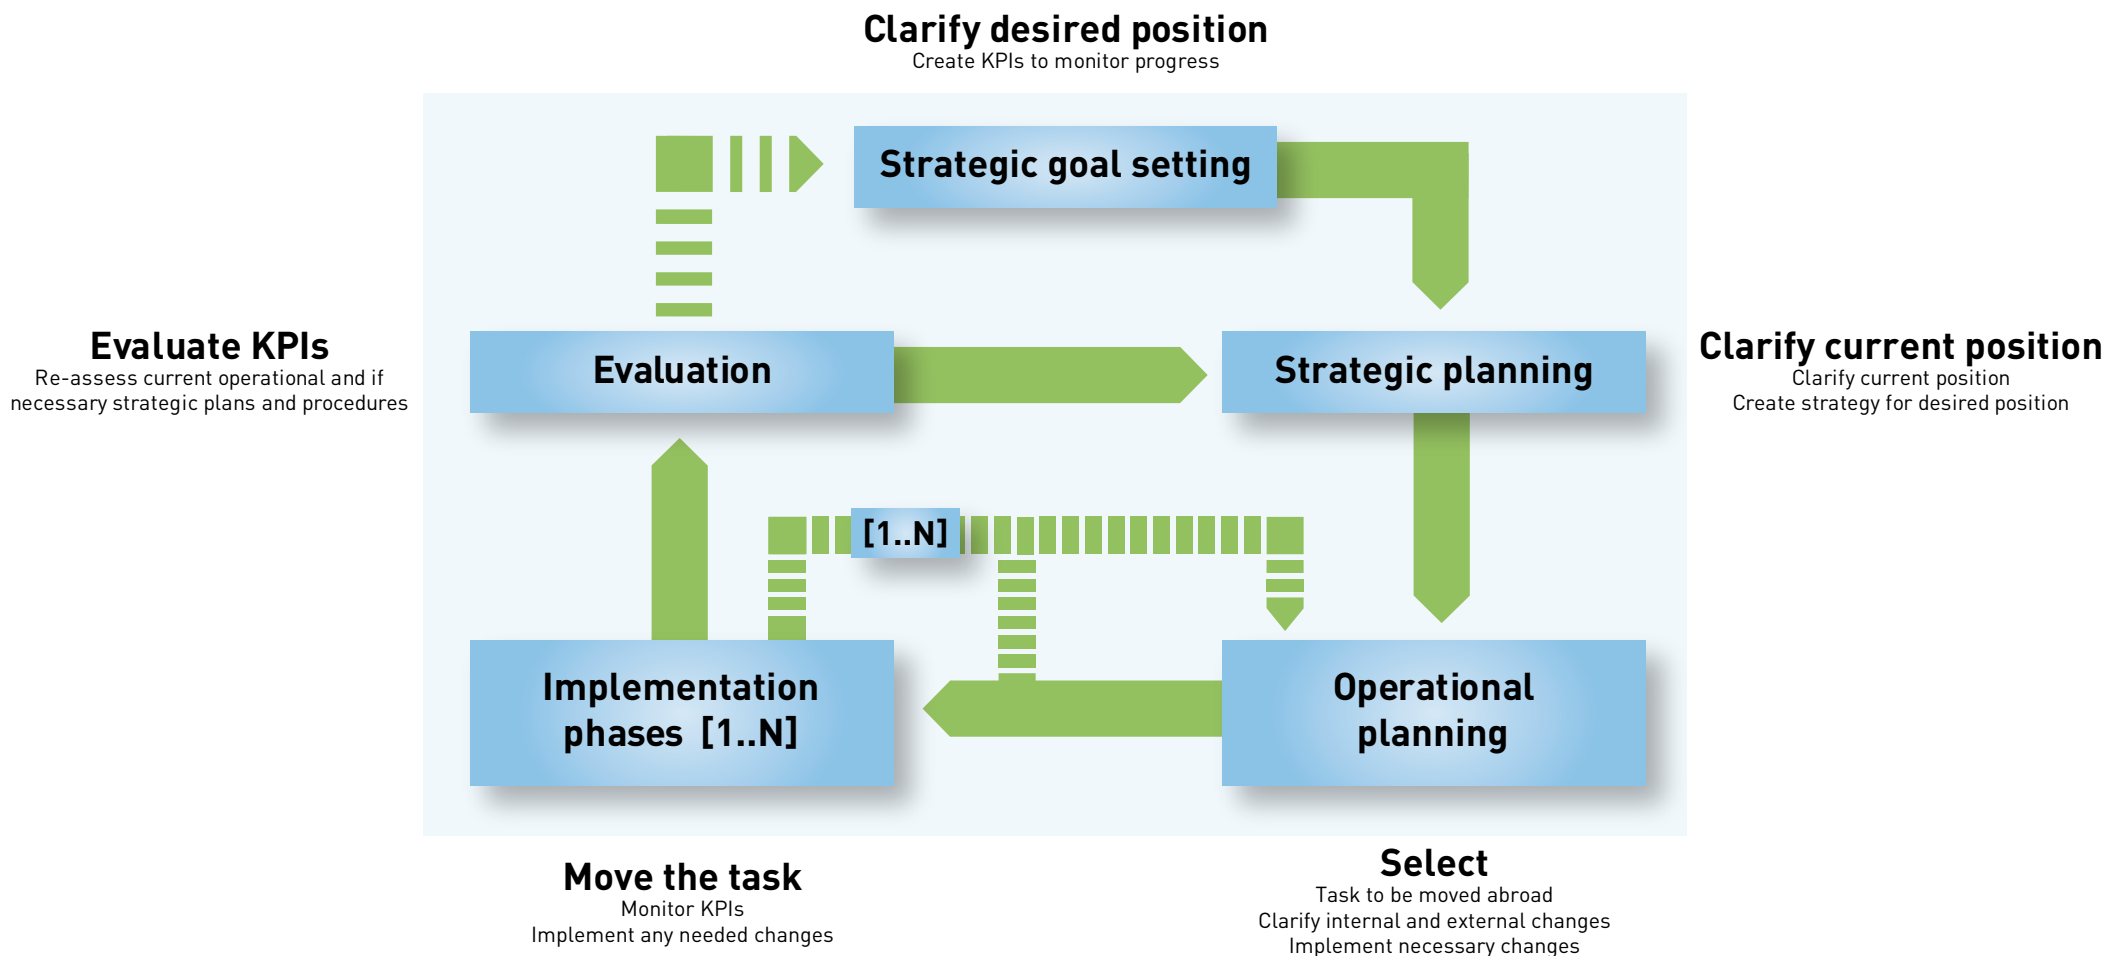 Clarify desired position
Create KPIs to monitor progress
Strategic goal setting
Evaluate KPIs
Re-assess current operational and if
necessary strategic plans and procedures
Evaluation
Strategic planning
Clarify current position
Clarify current position
Create strategy for desired position
[1..N]
Implementation
phases [1..N]
Operational
planning
Move the task
Monitor KPIs
Implement any needed changes
Select
Task to be moved abroad
Clarify internal and external changes
Implement necessary changes